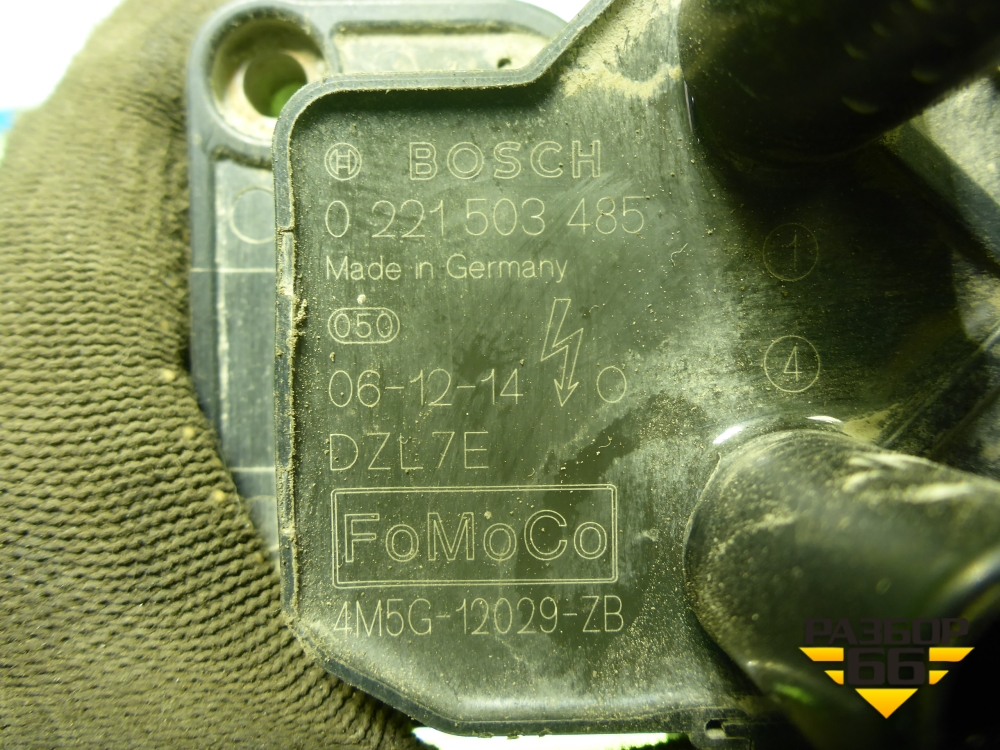 BOSCH
0 221 503 485
Made in Germany
050
06-12-14
DZL7E
FoMoCo
4M5G-12029-ZB
1
4
РАЗБОР
66